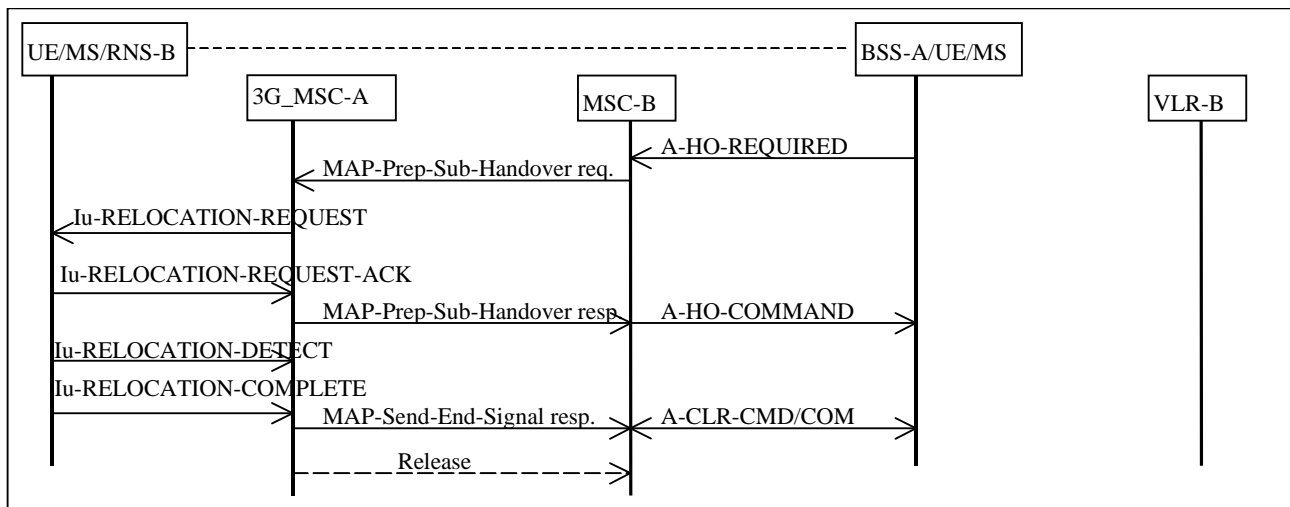 UE/MS/RNS-B
BSS-A/UE/MS
3G_MSC-A
MSC-B
VLR-B
A-HO-REQUIRED
MAP-Prep-Sub-Handover req.
Iu-RELOCATION-REQUEST
Iu-RELOCATION-REQUEST-ACK
MAP-Prep-Sub-Handover resp
A-HO-COMMAND
Iu-RELOCATION-DETECT
Iu-RELOCATION-COMPLETE
MAP-Send-End-Signal resp.
A-CLR-CMD/COM
Release